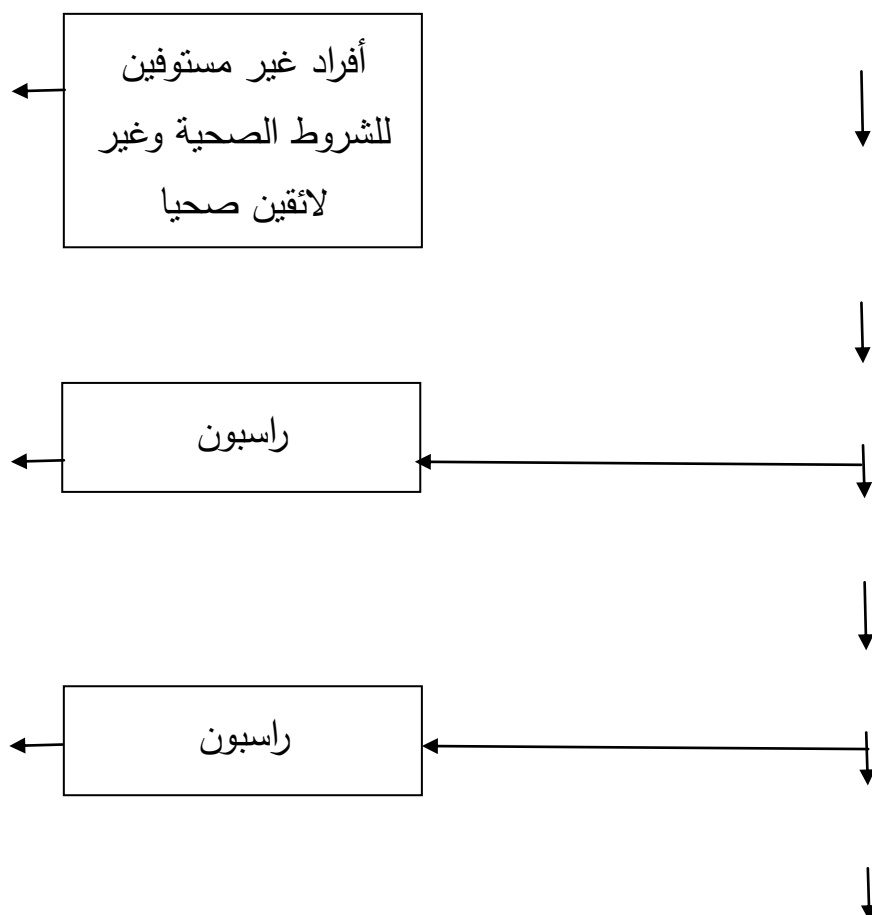 أفراد غير مستوفين
للشروط الصحية وغير
لائقين صحيا
راسبون
راسبون